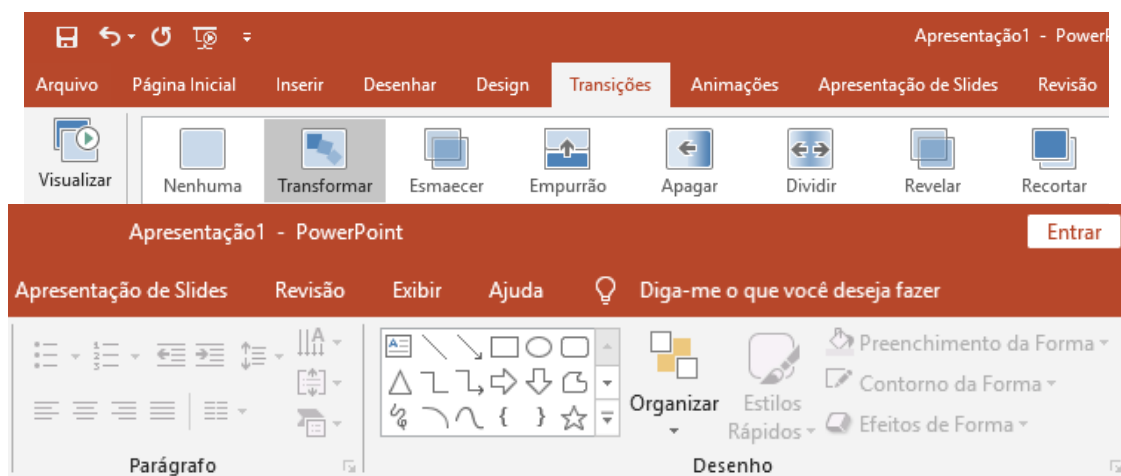 Apresentação1 - PowerP
Arquivo Página Inicial Inserir Desenhar Design Transições Animações Apresentação de Slides Revisão
Visualizar Nenhuma Transformar Esmaecer Empurrão Apagar Dividir Revelar Recortar
Apresentação1 - PowerPoint Entrar
Apresentação de Slides Revisão Exibir Ajuda Diga-me o que você deseja fazer
Preenchimento da Forma
Contorno da Forma
Organizar Estilos Rápidos
Efeitos de Forma
Parágrafo Desenho